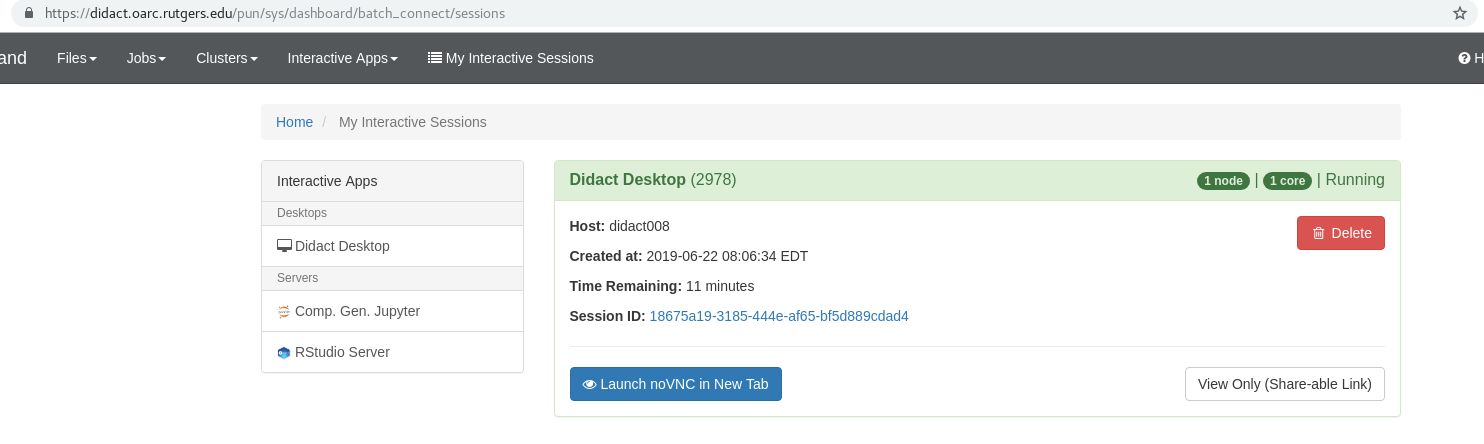 https://didact.oarc.rutgers.edu/pun/sys/dashboard/batch_connect/sessions
and Files Jobs Clusters Interactive Apps My Interactive Sessions H
Home / My Interactive Sessions
Interactive Apps
Desktops
Didact Desktop
Servers
Comp. Gen. Jupyter
RStudio Server
Didact Desktop (2978) 1 node | 1 core | Running
Host: didact008
Delete
Created at: 2019-06-22 08:06:34 EDT
Time Remaining: 11 minutes
Session ID: 18675a19-3185-444e-af65-bf5d889cdad4
Launch noVNC in New Tab
View Only (Share-able Link)